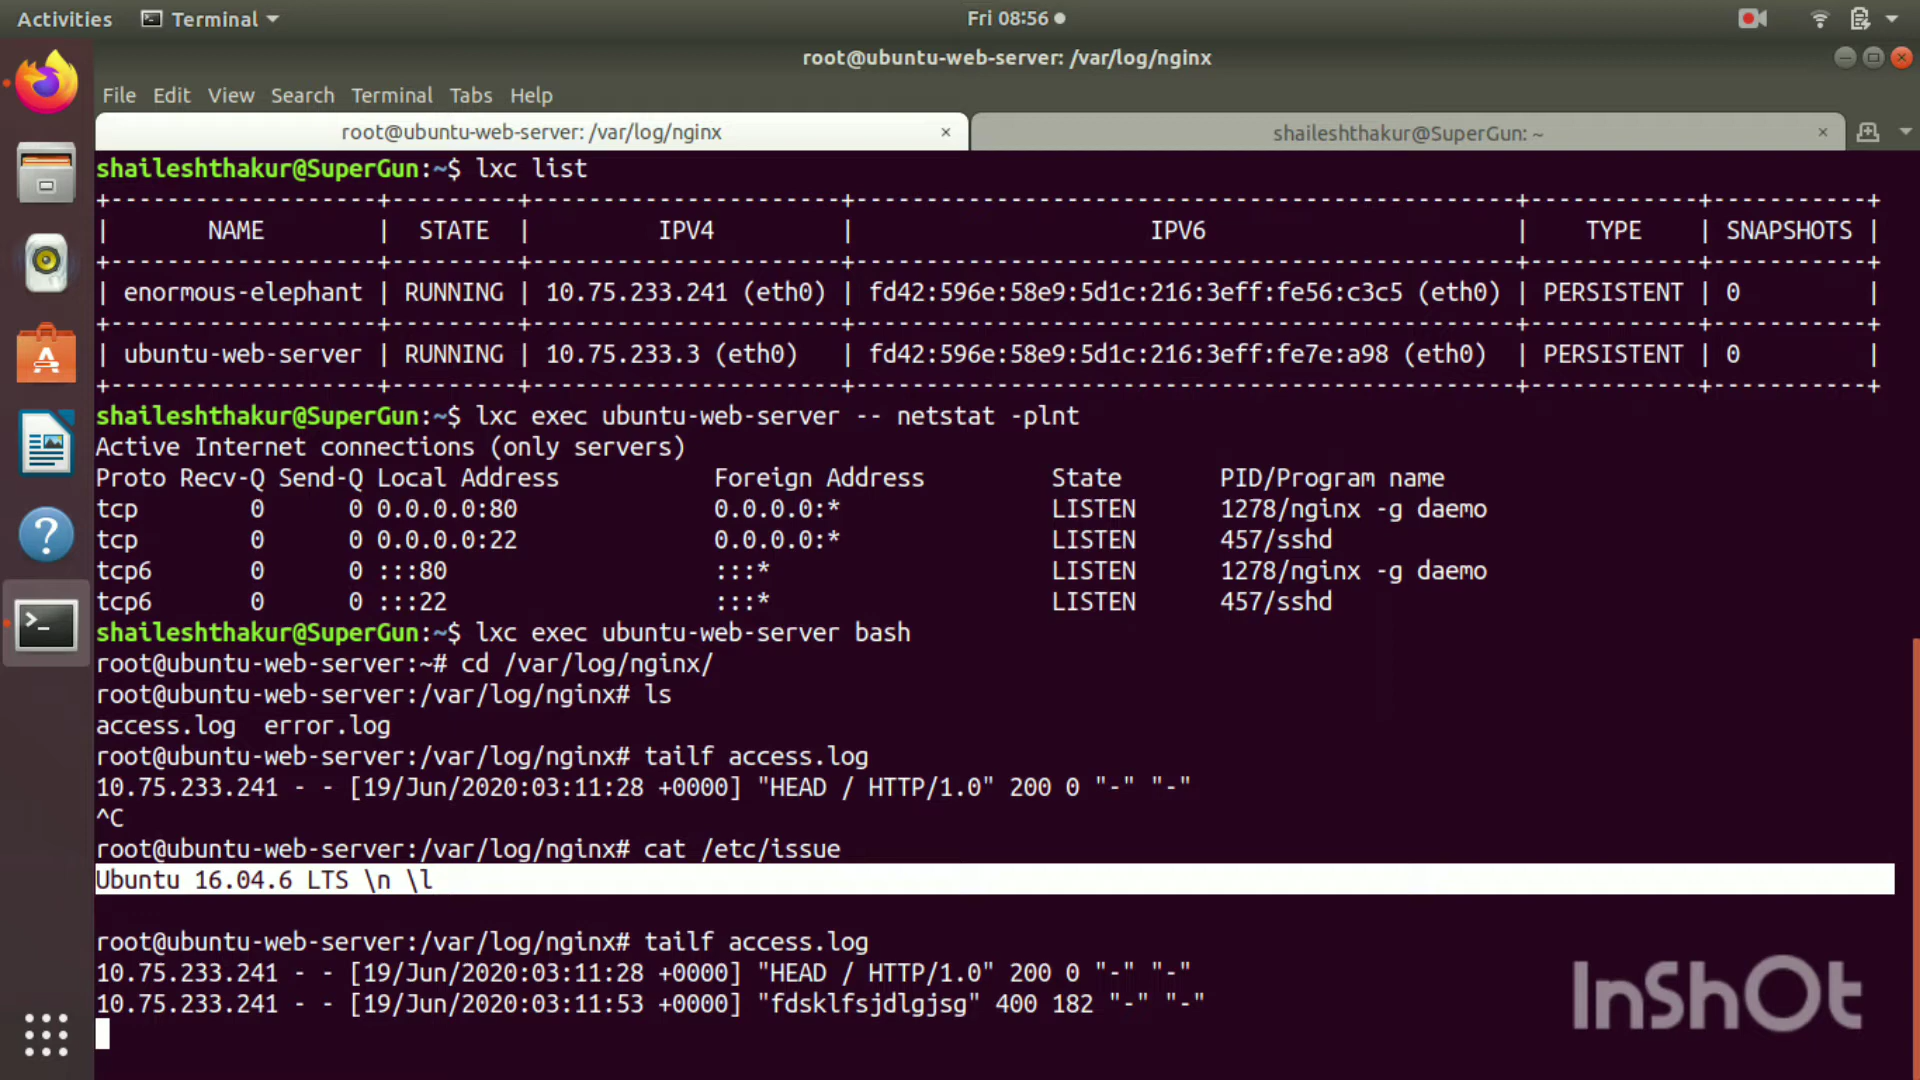 Activities Terminal Fri 08:56
root@ubuntu-web-server: /var/log/nginx
File Edit View Search Terminal Tabs Help
root@ubuntu-web-server: /var/log/nginx × shaileshthakur@SuperGun: ~ ×
shaileshthakur@SuperGun:~$ lxc list
+-------------------+---------+----------------------+-----------------------------------------------+------------+-----------+
| NAME | STATE | IPV4 | IPV6 | TYPE | SNAPSHOTS |
+-------------------+---------+----------------------+-----------------------------------------------+------------+-----------+
| enormous-elephant | RUNNING | 10.75.233.241 (eth0) | fd42:596e:58e9:5d1c:216:3eff:fe56:c3c5 (eth0) | PERSISTENT | 0 |
+-------------------+---------+----------------------+-----------------------------------------------+------------+-----------+
| ubuntu-web-server | RUNNING | 10.75.233.3 (eth0) | fd42:596e:58e9:5d1c:216:3eff:fe7e:a98 (eth0) | PERSISTENT | 0 |
+-------------------+---------+----------------------+-----------------------------------------------+------------+-----------+
shaileshthakur@SuperGun:~$ lxc exec ubuntu-web-server -- netstat -plnt
Active Internet connections (only servers)
Proto Recv-Q Send-Q Local Address Foreign Address State PID/Program name
tcp 0 0 0.0.0.0:80 0.0.0.0:* LISTEN 1278/nginx -g daemo
tcp 0 0 0.0.0.0:22 0.0.0.0:* LISTEN 457/sshd
tcp6 0 0 :::80 :::* LISTEN 1278/nginx -g daemo
tcp6 0 0 :::22 :::* LISTEN 457/sshd
shaileshthakur@SuperGun:~$ lxc exec ubuntu-web-server bash
root@ubuntu-web-server:~# cd /var/log/nginx/
root@ubuntu-web-server:/var/log/nginx# ls
access.log error.log
root@ubuntu-web-server:/var/log/nginx# tailf access.log
10.75.233.241 - - [19/Jun/2020:03:11:28 +0000] "HEAD / HTTP/1.0" 200 0 "-" "-"
^C
root@ubuntu-web-server:/var/log/nginx# cat /etc/issue
Ubuntu 16.04.6 LTS \n \l
root@ubuntu-web-server:/var/log/nginx# tailf access.log
10.75.233.241 - - [19/Jun/2020:03:11:28 +0000] "HEAD / HTTP/1.0" 200 0 "-" "-"
10.75.233.241 - - [19/Jun/2020:03:11:53 +0000] "fdsklfsjdlgjsg" 400 182 "-" "-"
InShOt